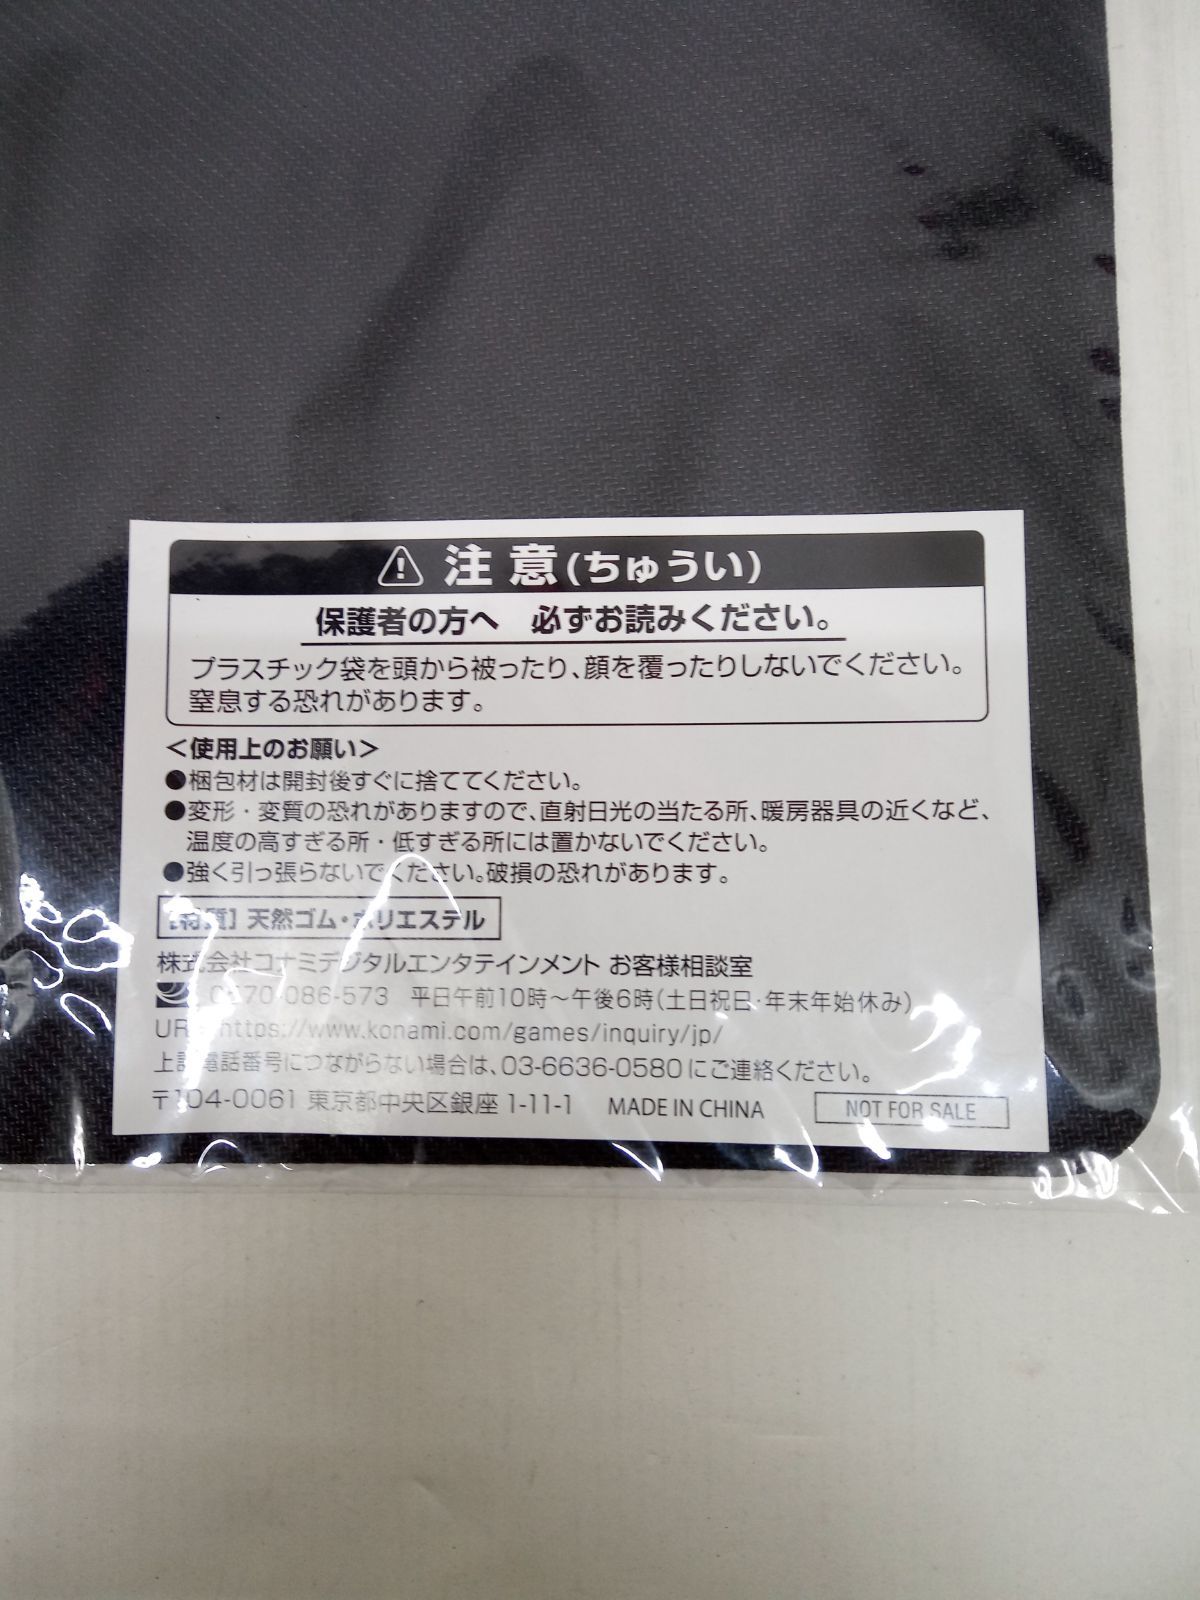 注意(ちゅうい)
保護者の方へ 必ずお読みください。
プラスチック袋を頭から被ったり、顔を覆ったりしないでください。
窒息する恐れがあります。
＜使用上のお願い＞
●梱包材は開封後すぐに捨ててください。
●変形・変質の恐れがありますので、直射日光の当たる所、暖房器具の近くなど、
温度の高すぎる所・低すぎる所には置かないでください。
●強く引っ張らないでください。破損の恐れがあります。
【材質】天然ゴム・ポリエステル
株式会社コナミデジタルエンタテインメント お客様相談室
0570-086-573 平日午前10時～午後6時(土日祝日・年末年始休み)
URL https://www.konami.com/games/inquiry/jp/
上記電話番号につながらない場合は、03-6636-0580にご連絡ください。
〒104-0061 東京都中央区銀座 1-11-1 MADE IN CHINA NOT FOR SALE